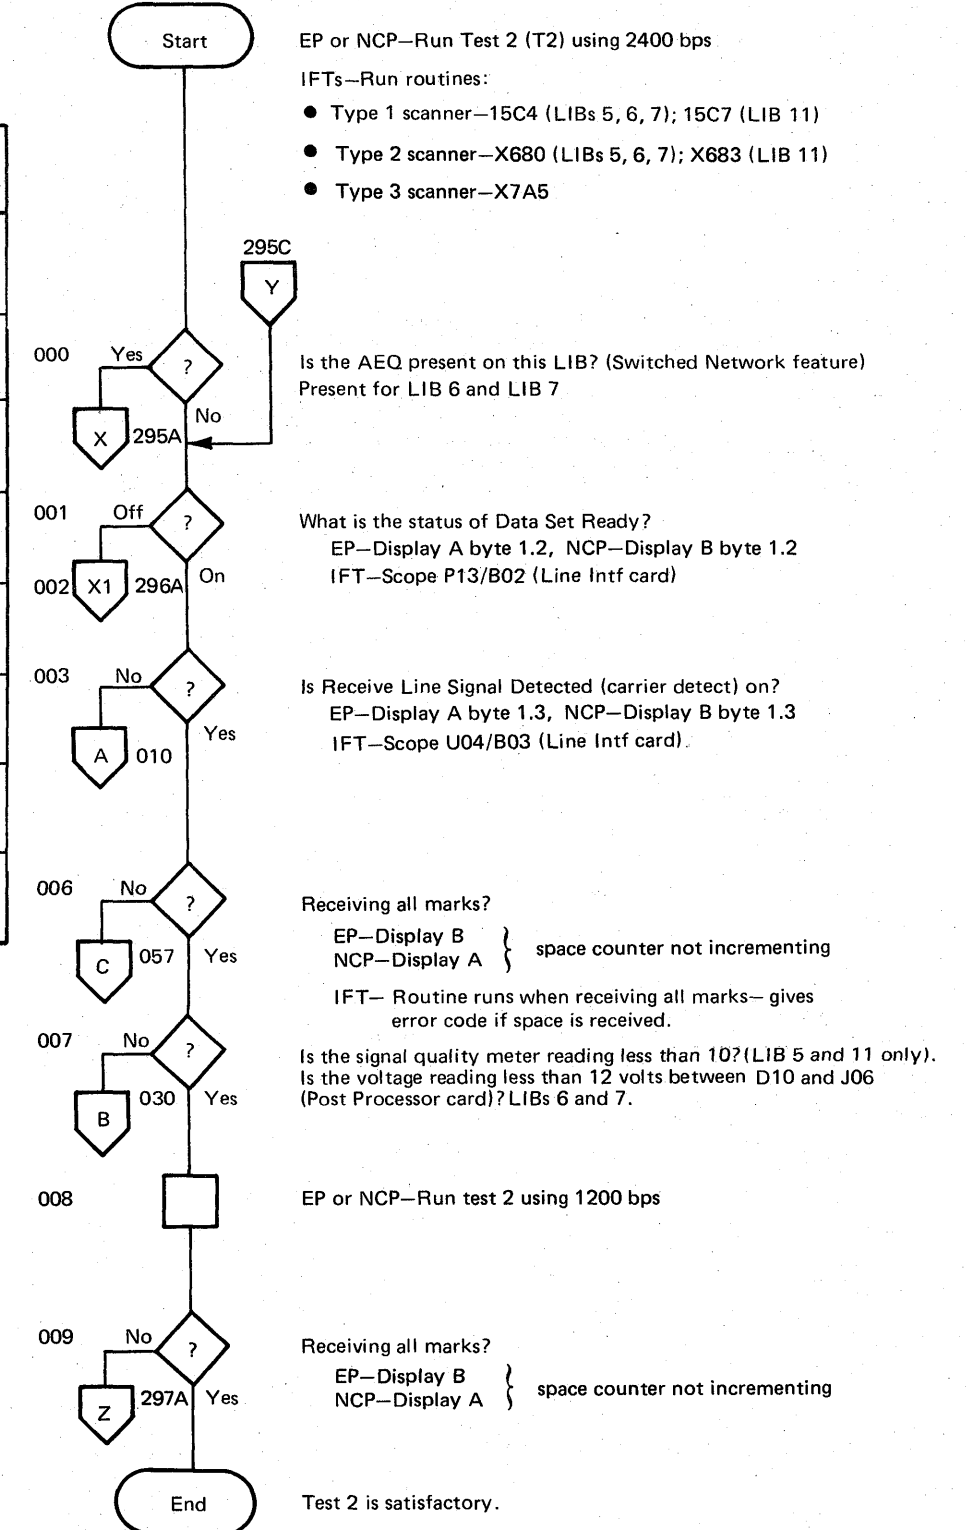 Start
EP or NCP—Run Test 2 (T2) using 2400 bps
IFTs—Run routines:
● Type 1 scanner—15C4 (LIBs 5, 6, 7); 15C7 (LIB 11)
● Type 2 scanner—X680 (LIBs 5, 6, 7); X683 (LIB 11)
● Type 3 scanner—X7A5
295C
Y
000
Yes
?
Is the AEQ present on this LIB? (Switched Network feature)
Present for LIB 6 and LIB 7
No
X
295A
001
Off
?
What is the status of Data Set Ready?
EP—Display A byte 1.2, NCP—Display B byte 1.2
IFT—Scope P13/B02 (Line Intf card)
On
002
X1
296A
003
No
?
Is Receive Line Signal Detected (carrier detect) on?
EP—Display A byte 1.3, NCP—Display B byte 1.3
IFT—Scope U04/B03 (Line Intf card).
Yes
A
010
006
No
?
Receiving all marks?
EP—Display B
NCP—Display A
space counter not incrementing
C
057
Yes
IFT— Routine runs when receiving all marks— gives
error code if space is received.
007
No
?
Is the signal quality meter reading less than 10? (LIB 5 and 11 only).
Is the voltage reading less than 12 volts between D10 and J06
(Post Processor card)? LIBs 6 and 7.
B
030
Yes
008
EP or NCP—Run test 2 using 1200 bps
009
No
?
Receiving all marks?
EP—Display B
NCP—Display A
space counter not incrementing
Z
297A
Yes
End
Test 2 is satisfactory.